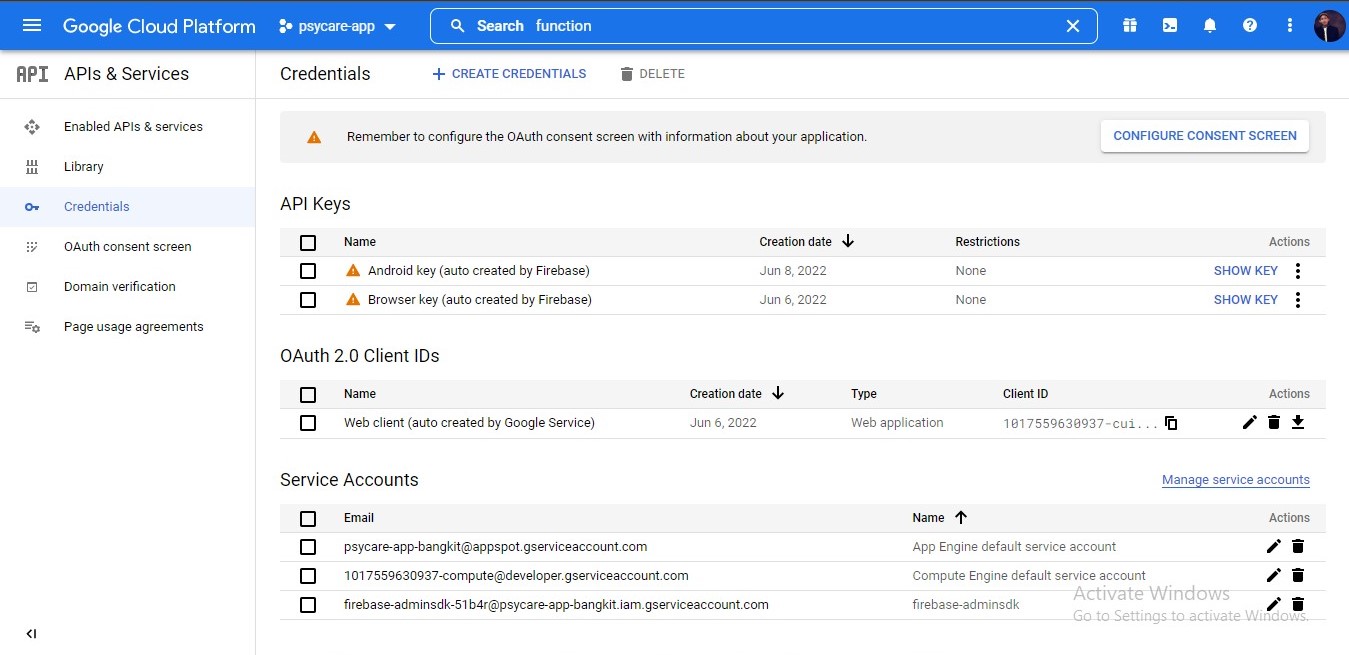 Google Cloud Platform psycare-app Search function
API APIs & Services Credentials CREATE CREDENTIALS DELETE
Enabled APIs & services
Library
Credentials
OAuth consent screen
Domain verification
Page usage agreements
Remember to configure the OAuth consent screen with information about your application. CONFIGURE CONSENT SCREEN
API Keys
Name Creation date Restrictions Actions
Android key (auto created by Firebase) Jun 8, 2022 None SHOW KEY
Browser key (auto created by Firebase) Jun 6, 2022 None SHOW KEY
OAuth 2.0 Client IDs
Name Creation date Type Client ID Actions
Web client (auto created by Google Service) Jun 6, 2022 Web application 1017559630937-cui...
Service Accounts Manage service accounts
Email Name Actions
psycare-app-bangkit@appspot.gserviceaccount.com App Engine default service account
1017559630937-compute@developer.gserviceaccount.com Compute Engine default service account
firebase-adminsdk-51b4r@psycare-app-bangkit.iam.gserviceaccount.com firebase-adminsdk
Activate Windows
Go to Settings to activate Windows.